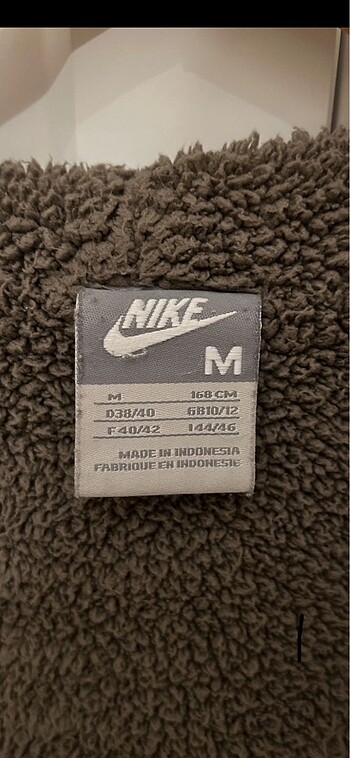 NIKE
M
M 168 CM
D38/40 GB10/12
F 40/42 I44/46
MADE IN INDONESIA
FABRIQUE EN INDONESIE